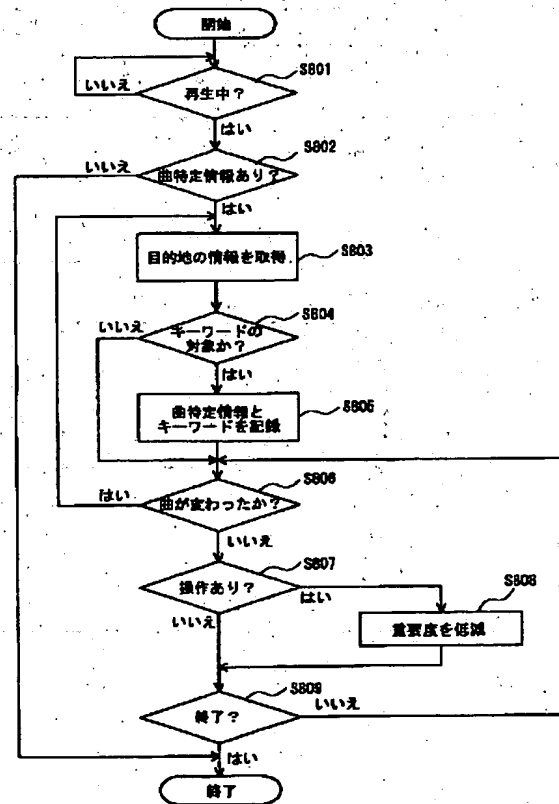 開始
S801
再生中?
いいえ
はい
S802
曲特定情報あり?
いいえ
はい
目的地の情報を取得
S803
S804
キーワードの
対象か?
いいえ
はい
曲特定情報と
キーワードを記録
S805
S806
曲が変わったか?
はい
いいえ
S807
操作あり?
はい
いいえ
S808
重要度を低減
S809
終了?
いいえ
はい
終了